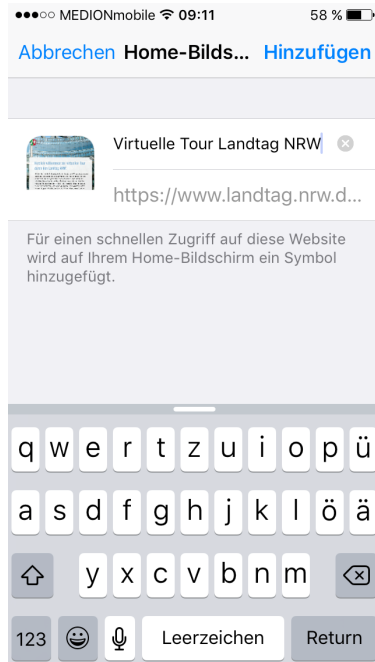 MEDIONmobile 09:11 58 %
Abbrechen Home-Bilds... Hinzufügen
Virtuelle Tour Landtag NRW
https://www.landtag.nrw.d...
Für einen schnellen Zugriff auf diese Website
wird auf Ihrem Home-Bildschirm ein Symbol
hinzugefügt.
q w e r t z u i o p ü
a s d f g h j k l ö ä
y x c v b n m
123 Leerzeichen Return